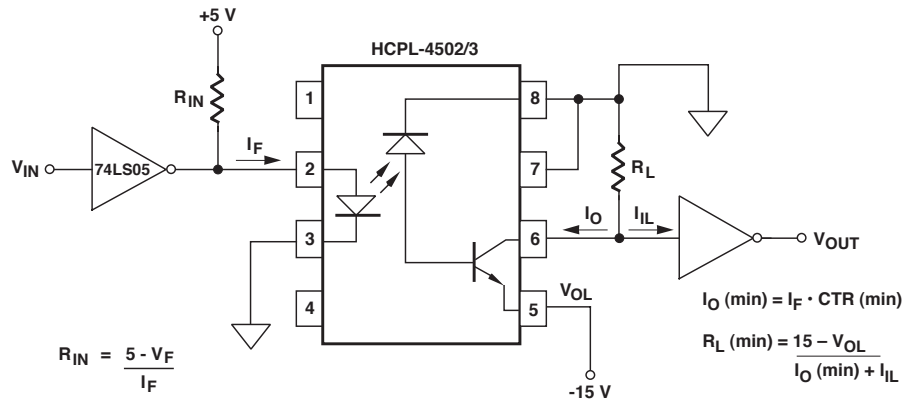 +5 V
HCPL-4502/3
R_IN
1
8
V_IN
74LS05
I_F
2
7
R_L
3
6
I_O
I_IL
V_OUT
4
5
V_OL
I_O (min) = I_F · CTR (min)
R_IN = 5 - V_F / I_F
R_L (min) = 15 – V_OL / I_O (min) + I_IL
-15 V